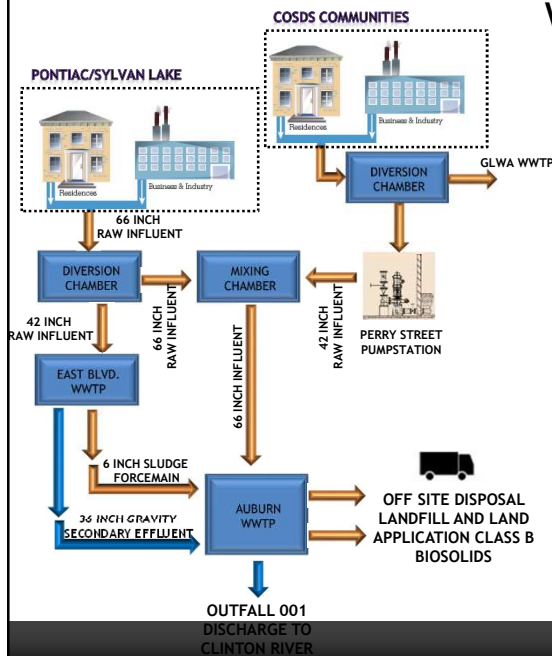 COSDS COMMUNITIES
Residences
Business & Industry
PONTIAC/SYLVAN LAKE
Residences
Business & Industry
DIVERSION
CHAMBER
GLWA WWTP
66 INCH
RAW INFLUENT
DIVERSION
CHAMBER
MIXING
CHAMBER
66 INCH
RAW INFLUENT
42 INCH
RAW INFLUENT
PERRY STREET
PUMPSTATION
42 INCH
RAW INFLUENT
EAST BLVD.
WWTP
66 INCH INFLUENT
6 INCH SLUDGE
FORCEMAIN
AUBURN
WWTP
36 INCH GRAVITY
SECONDARY EFFLUENT
OFF SITE DISPOSAL
LANDFILL AND LAND
APPLICATION CLASS B
BIOSOLIDS
OUTFALL 001
DISCHARGE TO
CLINTON RIVER